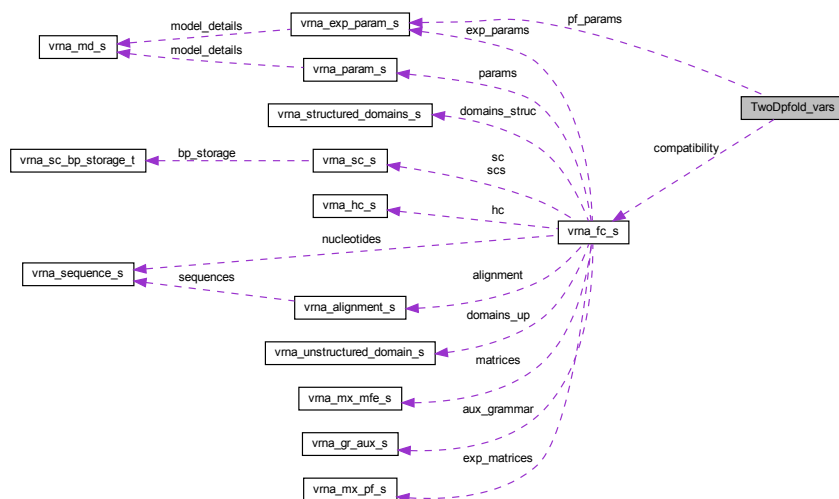 vrna_exp_param_s
pf_params
model_details
exp_params
vrna_md_s
model_details
vrna_param_s
params
TwoDpfold_vars
vrna_structured_domains_s
domains_struc
compatibility
vrna_sc_bp_storage_t
bp_storage
vrna_sc_s
sc
scs
vrna_hc_s
hc
vrna_fc_s
nucleotides
vrna_sequence_s
sequences
alignment
vrna_alignment_s
domains_up
vrna_unstructured_domain_s
matrices
vrna_mx_mfe_s
aux_grammar
vrna_gr_aux_s
exp_matrices
vrna_mx_pf_s